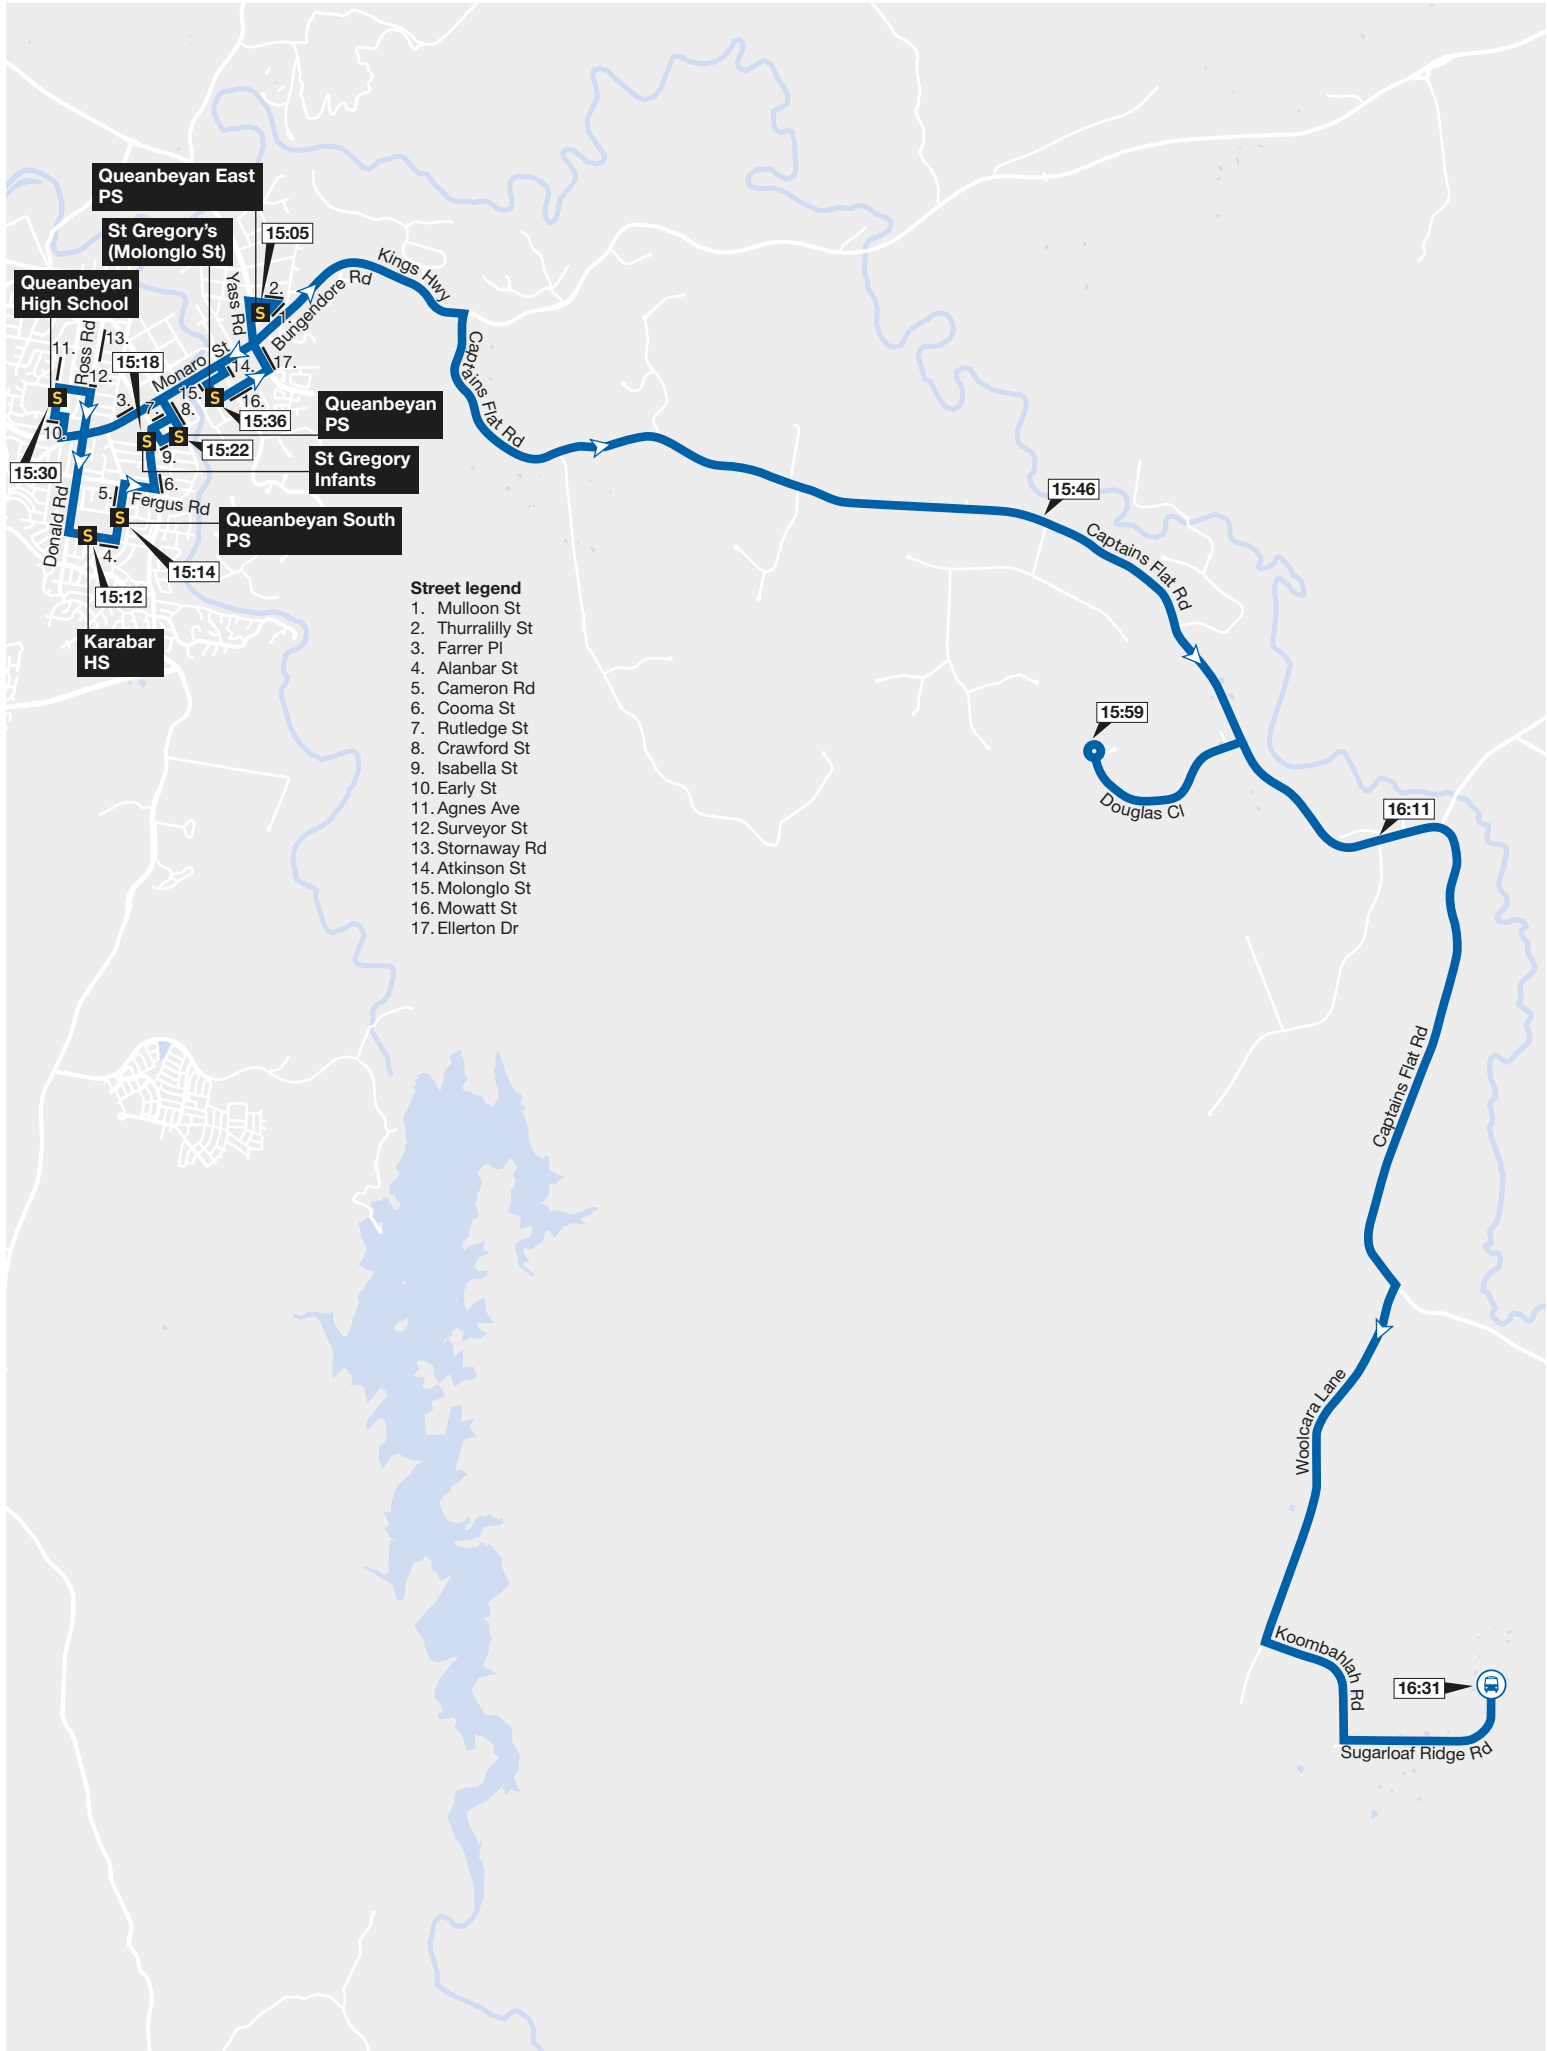 Queanbeyan East
PS
St Gregory's
(Molonglo St)
15:05
Queanbeyan
High School
Kings Hwy
Yass Rd
2.
1.
Bungendore Rd
Ross Rd
13.
11.
15:18
12.
Monaro St
14.
17.
Captains Flat Rd
S
S
S
S
S
S
S
3.
15.
16.
7.
8.
10.
15:36
Queanbeyan
PS
15:22
9.
15:30
St Gregory
Infants
5.
6.
Fergus Rd
Donald Rd
Queanbeyan South
PS
4.
15:14
15:12
Karabar
HS
15:46
Captains Flat Rd
Street legend
1. Mulloon St
2. Thurralilly St
3. Farrer Pl
4. Alanbar St
5. Cameron Rd
6. Cooma St
7. Rutledge St
8. Crawford St
9. Isabella St
10. Early St
11. Agnes Ave
12. Surveyor St
13. Stornaway Rd
14. Atkinson St
15. Molonglo St
16. Mowatt St
17. Ellerton Dr
15:59
Douglas Cl
16:11
Captains Flat Rd
Woolcara Lane
Koombahlah Rd
16:31
Sugarloaf Ridge Rd